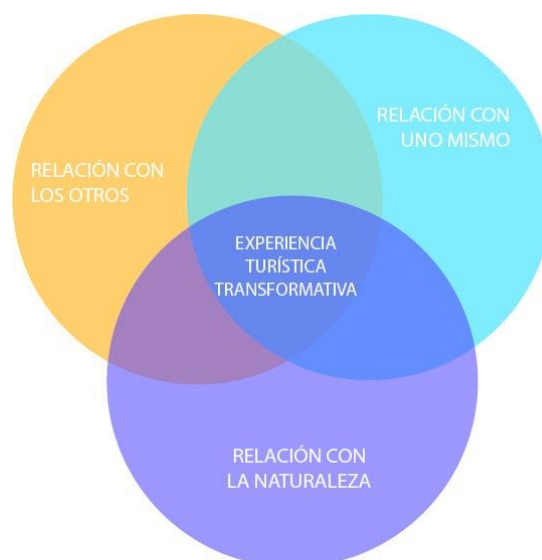 RELACIÓN CON
UNO MISMO
RELACIÓN CON
LOS OTROS
EXPERIENCIA
TURÍSTICA
TRANSFORMATIVA
RELACIÓN CON
LA NATURALEZA